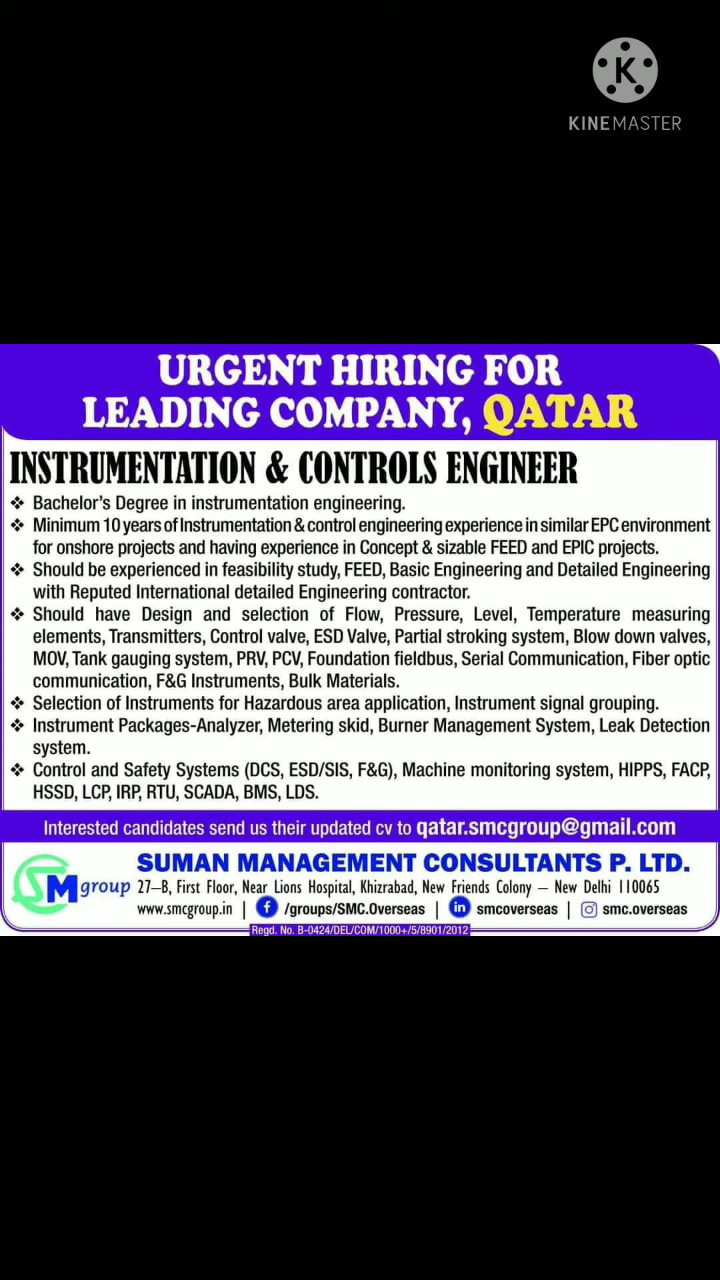 K
KINEMASTER
URGENT HIRING FOR
LEADING COMPANY, QATAR
INSTRUMENTATION & CONTROLS ENGINEER
❖ Bachelor's Degree in instrumentation engineering.
❖ Minimum 10 years of Instrumentation & control engineering experience in similar EPC environment
for onshore projects and having experience in Concept & sizable FEED and EPIC projects.
❖ Should be experienced in feasibility study, FEED, Basic Engineering and Detailed Engineering
with Reputed International detailed Engineering contractor.
❖ Should have Design and selection of Flow, Pressure, Level, Temperature measuring
elements, Transmitters, Control valve, ESD Valve, Partial stroking system, Blow down valves,
MOV, Tank gauging system, PRV, PCV, Foundation fieldbus, Serial Communication, Fiber optic
communication, F&G Instruments, Bulk Materials.
❖ Selection of Instruments for Hazardous area application, Instrument signal grouping.
❖ Instrument Packages-Analyzer, Metering skid, Burner Management System, Leak Detection
system.
❖ Control and Safety Systems (DCS, ESD/SIS, F&G), Machine monitoring system, HIPPS, FACP,
HSSD, LCP, IRP, RTU, SCADA, BMS, LDS.
Interested candidates send us their updated cv to qatar.smcgroup@gmail.com
SM group
SUMAN MANAGEMENT CONSULTANTS P. LTD.
27–B, First Floor, Near Lions Hospital, Khizrabad, New Friends Colony – New Delhi 110065
www.smcgroup.in | f /groups/SMC.Overseas | in smcoverseas | smc.overseas
Regd. No. B-0424/DEL/COM/1000+/5/8901/2012